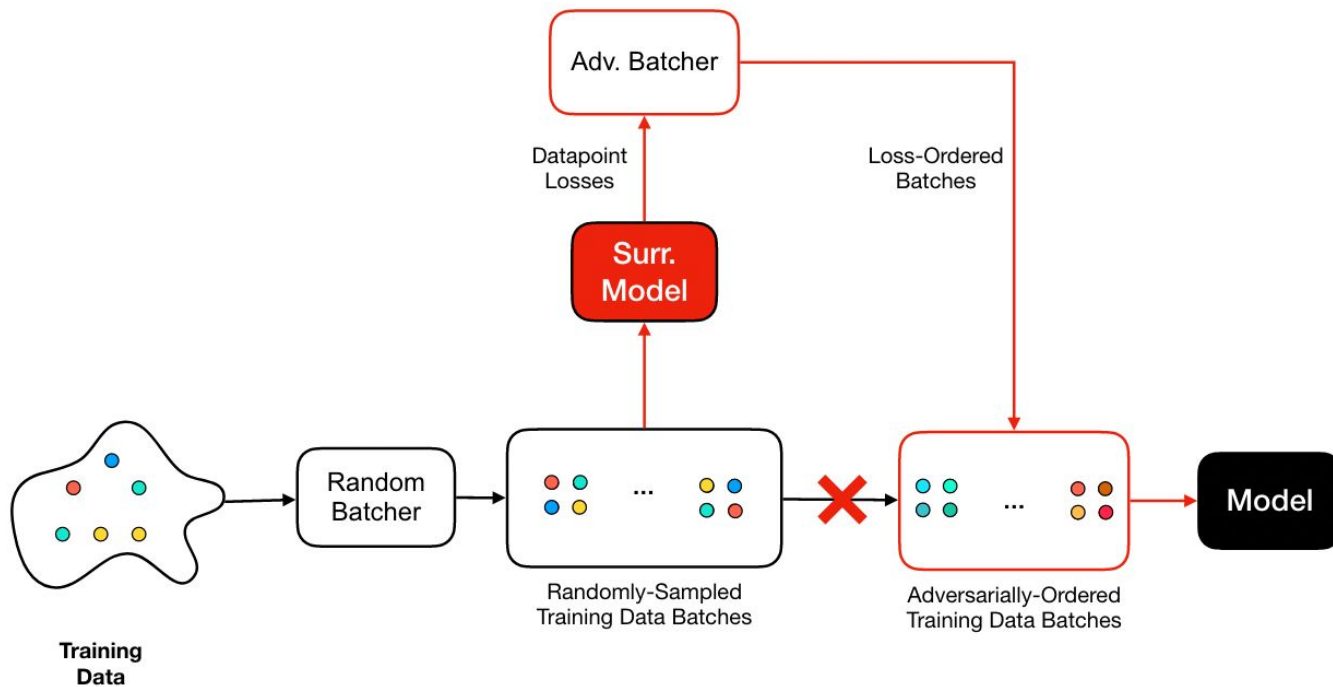 Adv. Batcher
Datapoint
Losses
Loss-Ordered
Batches
Surr.
Model
Random
Batcher
...
...
Model
Randomly-Sampled
Training Data Batches
Adversarially-Ordered
Training Data Batches
Training
Data